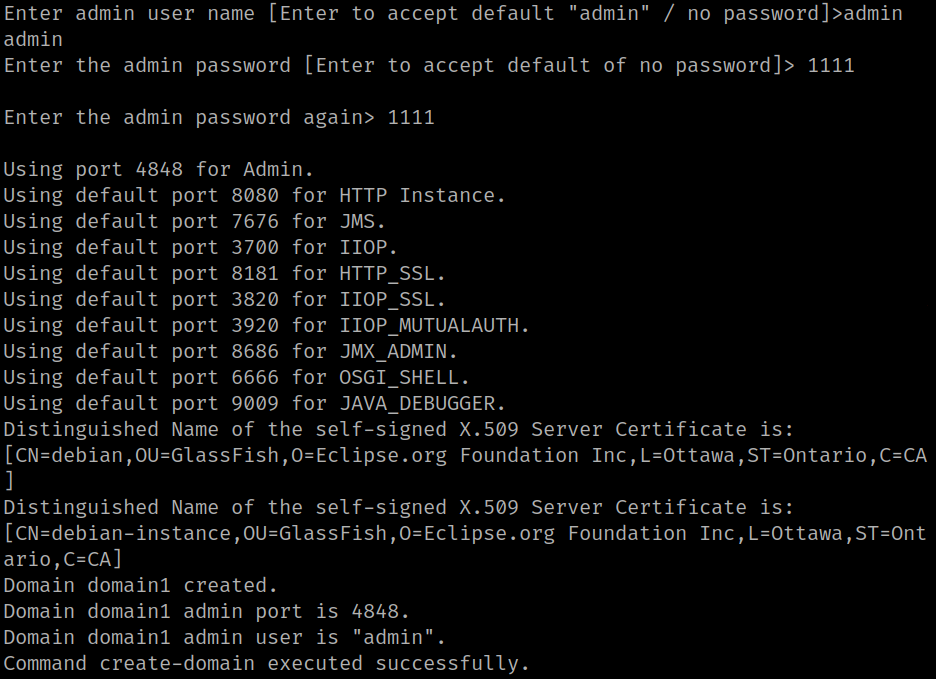 Enter admin user name [Enter to accept default "admin" / no password]>admin
admin
Enter the admin password [Enter to accept default of no password]> 1111
Enter the admin password again> 1111
Using port 4848 for Admin.
Using default port 8080 for HTTP Instance.
Using default port 7676 for JMS.
Using default port 3700 for IIOP.
Using default port 8181 for HTTP_SSL.
Using default port 3820 for IIOP_SSL.
Using default port 3920 for IIOP_MUTUALAUTH.
Using default port 8686 for JMX_ADMIN.
Using default port 6666 for OSGI_SHELL.
Using default port 9009 for JAVA_DEBUGGER.
Distinguished Name of the self-signed X.509 Server Certificate is:
[CN=debian,OU=GlassFish,O=Eclipse.org Foundation Inc,L=Ottawa,ST=Ontario,C=CA
]
Distinguished Name of the self-signed X.509 Server Certificate is:
[CN=debian-instance,OU=GlassFish,O=Eclipse.org Foundation Inc,L=Ottawa,ST=Ont
ario,C=CA]
Domain domain1 created.
Domain domain1 admin port is 4848.
Domain domain1 admin user is "admin".
Command create-domain executed successfully.